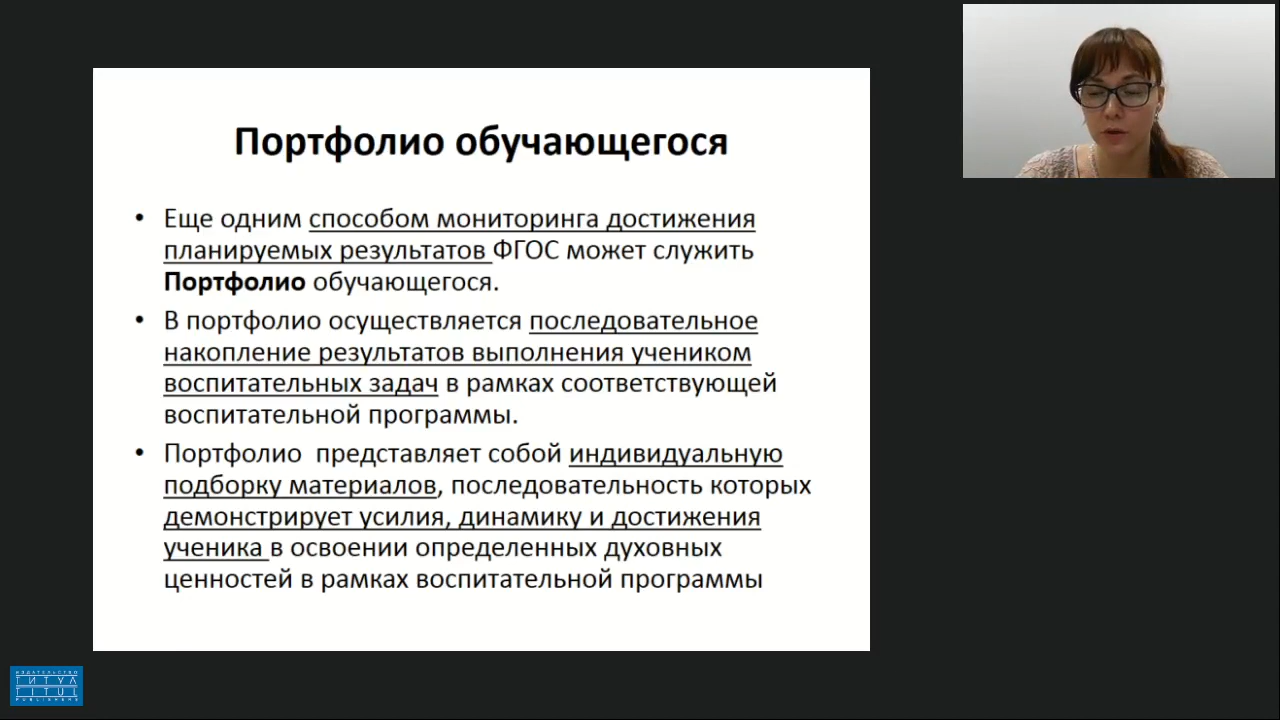 Портфолио обучающегося
• Еще одним способом мониторинга достижения
планируемых результатов ФГОС может служить
Портфолио обучающегося.
• В портфолио осуществляется последовательное
накопление результатов выполнения учеником
воспитательных задач в рамках соответствующей
воспитательной программы.
• Портфолио представляет собой индивидуальную
подборку материалов, последовательность которых
демонстрирует усилия, динамику и достижения
ученика в освоении определенных духовных
ценностей в рамках воспитательной программы
ИЗДАТЕЛЬСТВО
ТИТУЛ
TITUL
PUBLISHERS